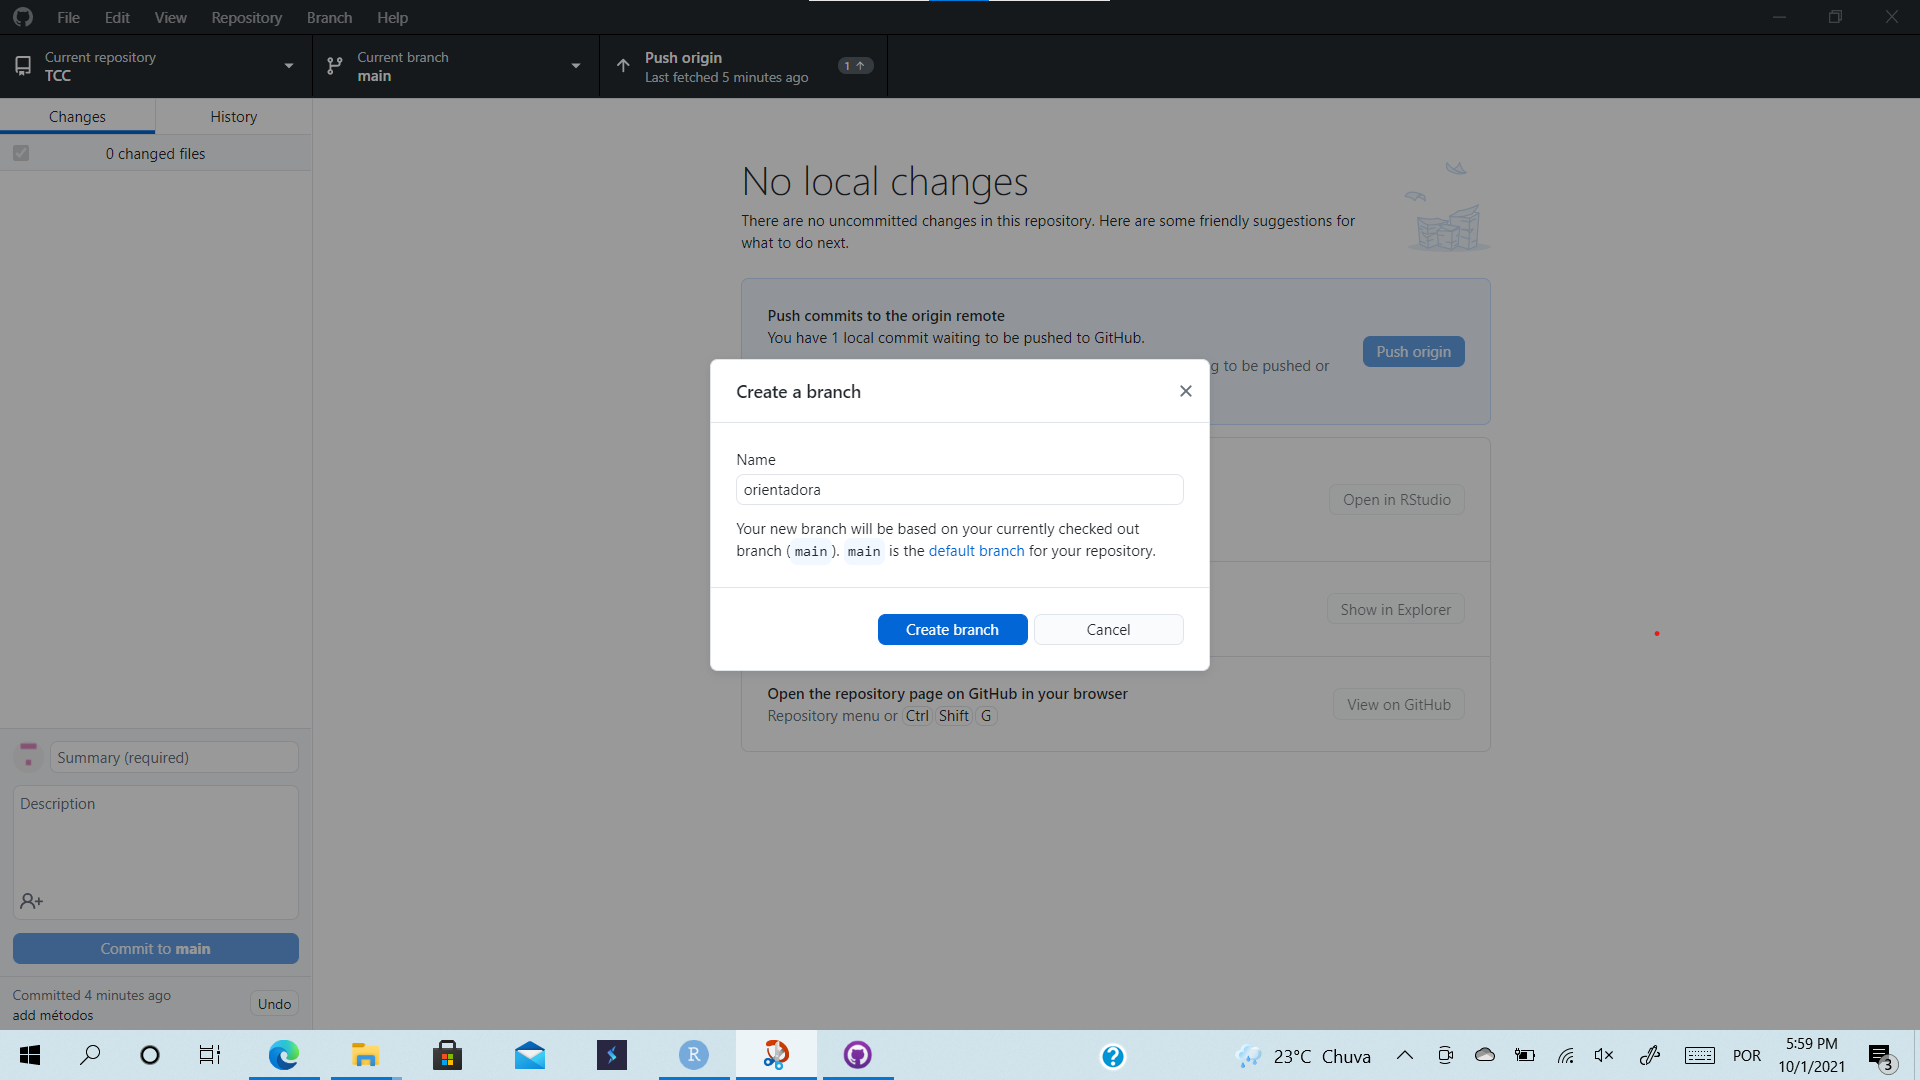 File Edit View Repository Branch Help
Current repository
TCC
Current branch
main
Push origin
Last fetched 5 minutes ago
1
Changes
History
0 changed files
No local changes
There are no uncommitted changes in this repository. Here are some friendly suggestions for
what to do next.
Push commits to the origin remote
You have 1 local commit waiting to be pushed to GitHub.
g to be pushed or
Push origin
Create a branch
Name
orientadora
Your new branch will be based on your currently checked out
branch (main). main is the default branch for your repository.
Create branch
Cancel
Open in RStudio
Show in Explorer
Open the repository page on GitHub in your browser
Repository menu or Ctrl Shift G
View on GitHub
Summary (required)
Description
Commit to main
Committed 4 minutes ago
add métodos
Undo
R
23°C Chuva
POR
5:59 PM
10/1/2021
3